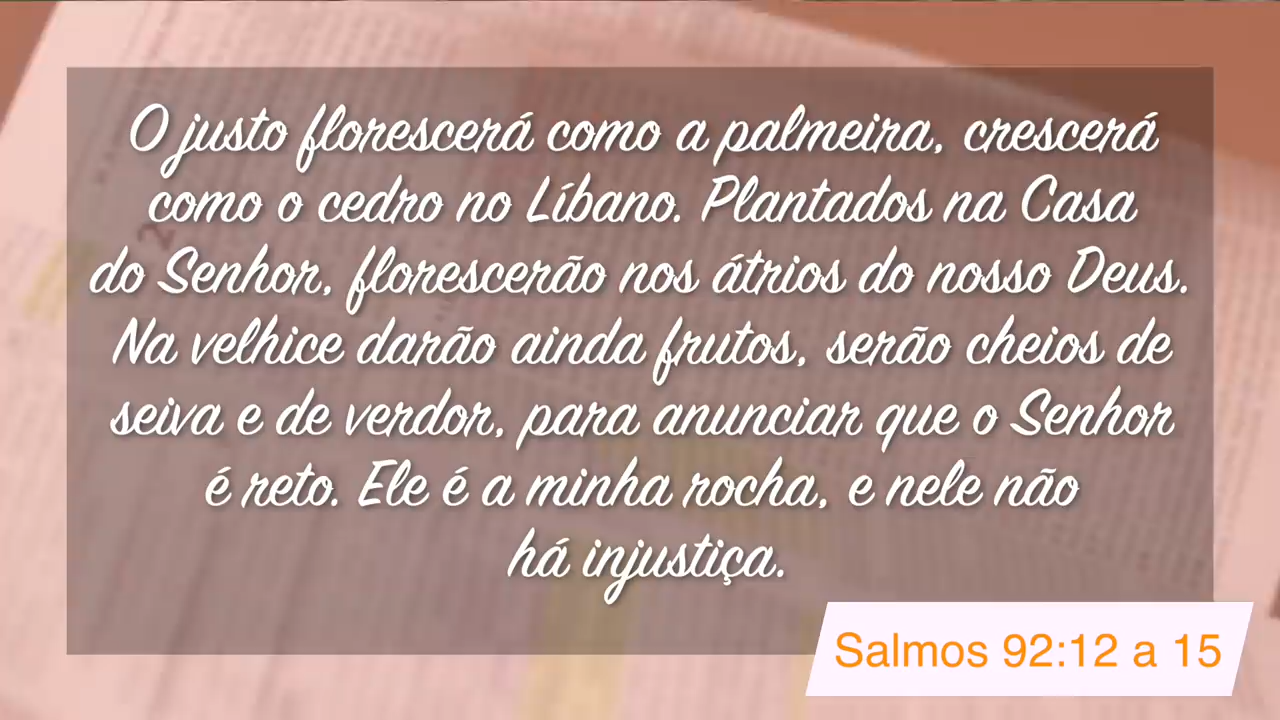 O justo florescerá como a palmeira, crescerá
como o cedro no Líbano. Plantados na Casa
do Senhor, florescerão nos átrios do nosso Deus.
Na velhice darão ainda frutos, serão cheios de
seiva e de verdor, para anunciar que o Senhor
é reto. Ele é a minha rocha, e nele não
há injustiça.
Salmos 92:12 a 15